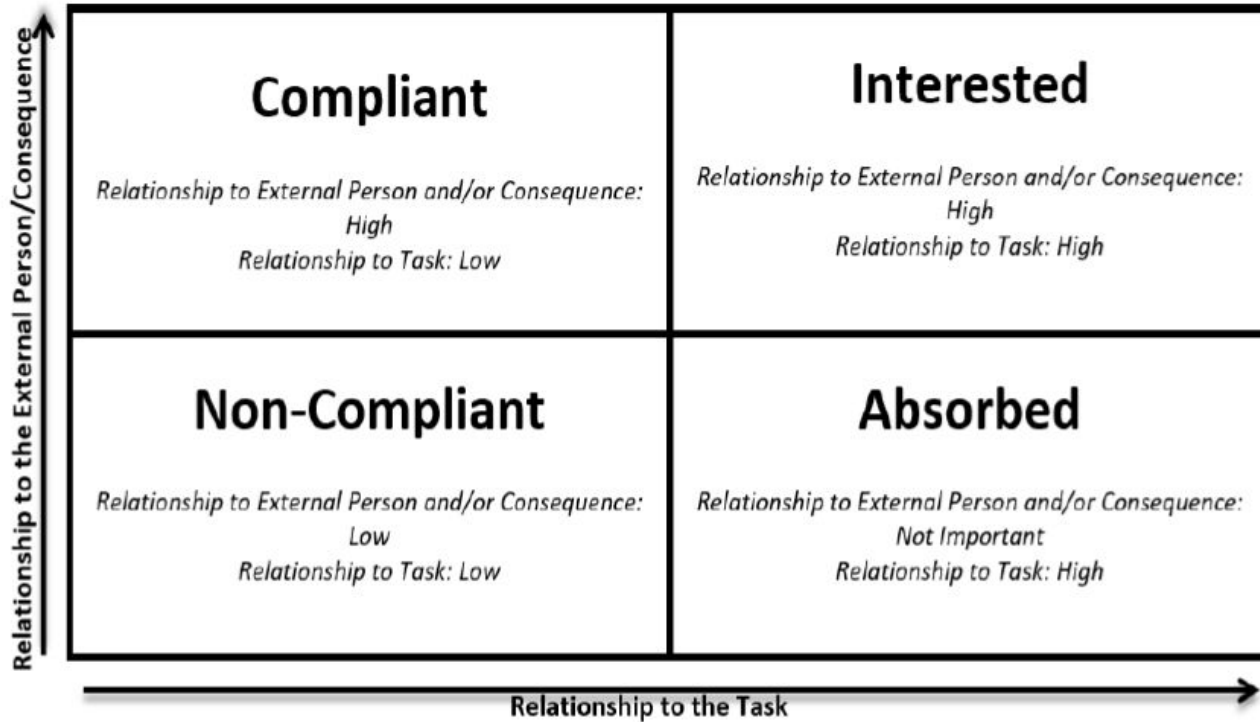 Relationship to the External Person/Consequence
Compliant
Relationship to External Person and/or Consequence:
High
Relationship to Task: Low
Interested
Relationship to External Person and/or Consequence:
High
Relationship to Task: High
Non-Compliant
Relationship to External Person and/or Consequence:
Low
Relationship to Task: Low
Absorbed
Relationship to External Person and/or Consequence:
Not Important
Relationship to Task: High
Relationship to the Task